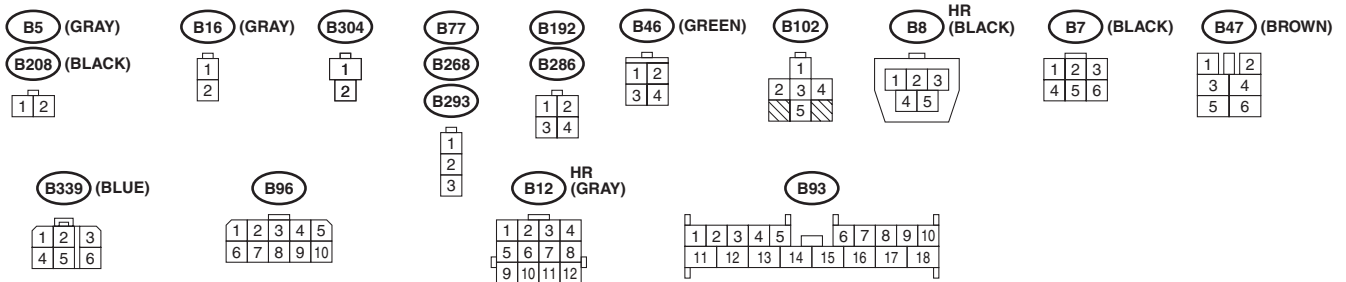 B5 (GRAY)
B208 (BLACK)
1 2
B16 (GRAY)
1
2
B304
1
2
B77
B268
B293
1
2
3
B192
B286
1 2
3 4
B46 (GREEN)
1 2
3 4
B102
1
2 3 4
5
B8 HR (BLACK)
1 2 3
4 5
B7 (BLACK)
1 2 3
4 5 6
B47 (BROWN)
1 2
3 4
5 6
B339 (BLUE)
1 2 3
4 5 6
B96
1 2 3 4 5
6 7 8 9 10
B12 HR (GRAY)
1 2 3 4
5 6 7 8
9 10 11 12
B93
1 2 3 4 5 6 7 8 9 10
11 12 13 14 15 16 17 18